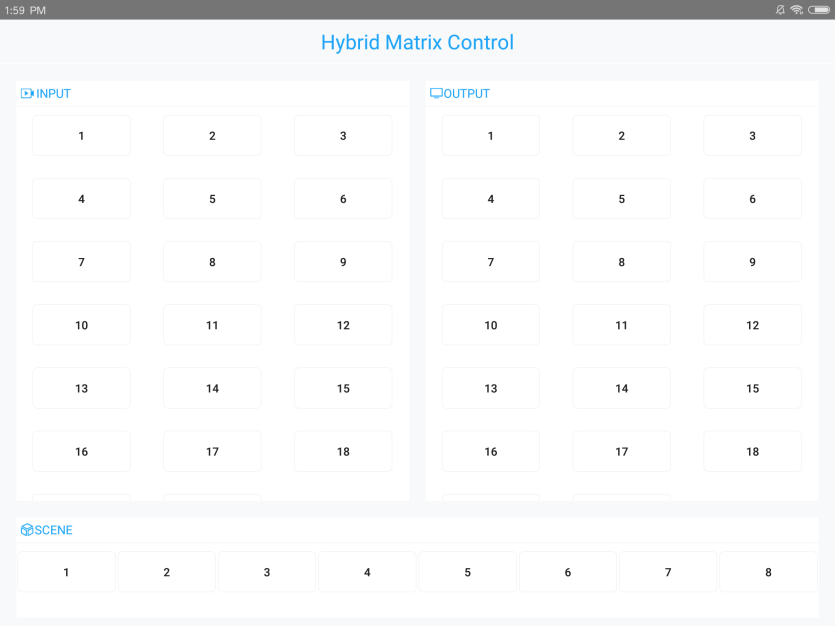 1:59 PM
Hybrid Matrix Control
INPUT
1 2 3
4 5 6
7 8 9
10 11 12
13 14 15
16 17 18
OUTPUT
1 2 3
4 5 6
7 8 9
10 11 12
13 14 15
16 17 18
SCENE
1 2 3 4 5 6 7 8